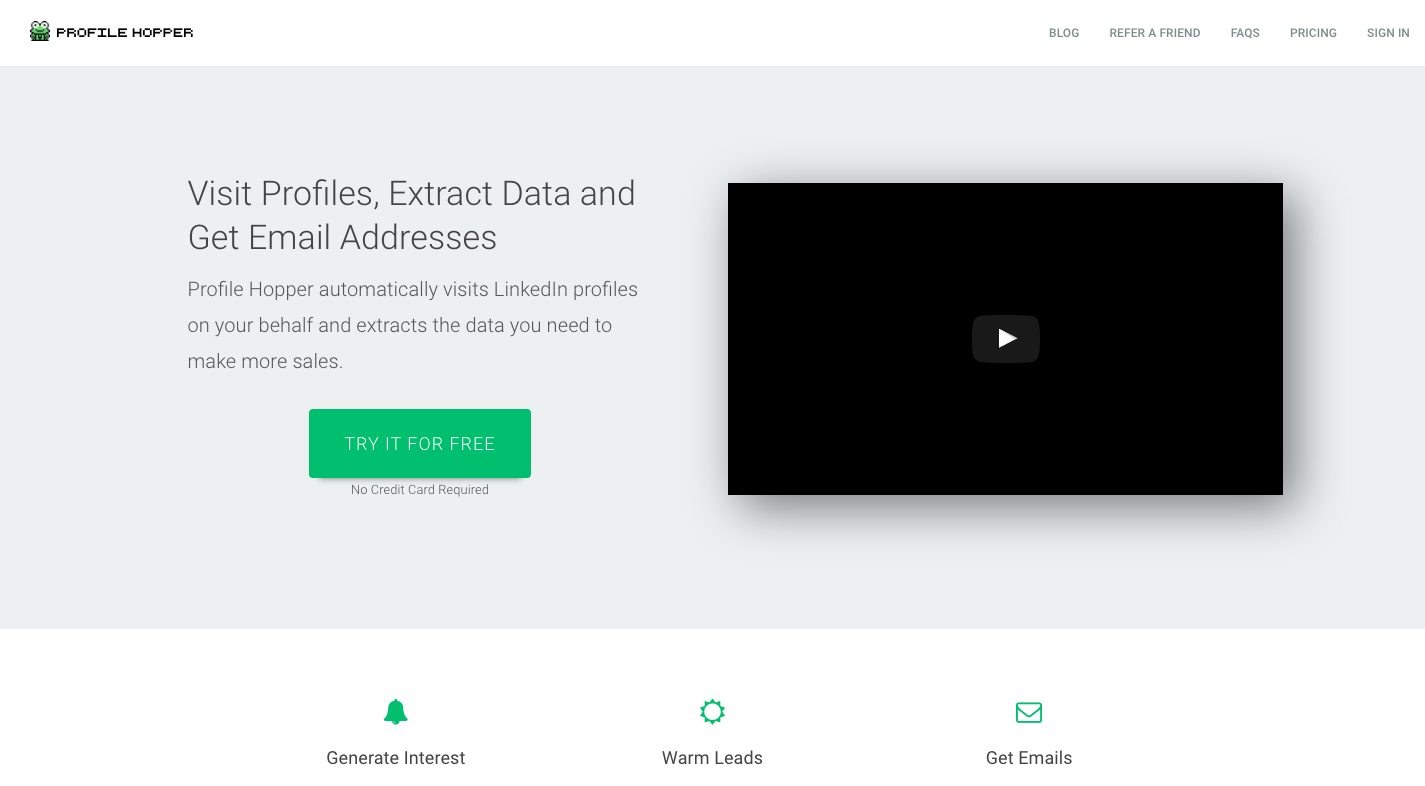 PROFILE HOPPER
BLOG REFER A FRIEND FAQS PRICING SIGN IN
Visit Profiles, Extract Data and
Get Email Addresses
Profile Hopper automatically visits LinkedIn profiles
on your behalf and extracts the data you need to
make more sales.
TRY IT FOR FREE
No Credit Card Required
Generate Interest
Warm Leads
Get Emails